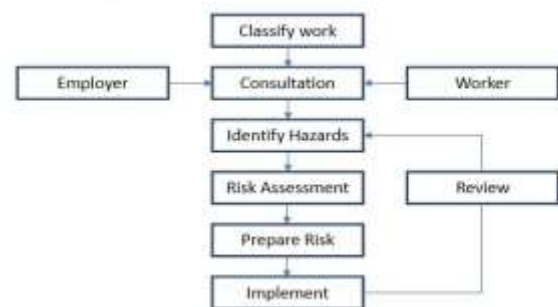 Classify work
Employer
Consultation
Worker
Identify Hazards
Risk Assessment
Review
Prepare Risk
Implement